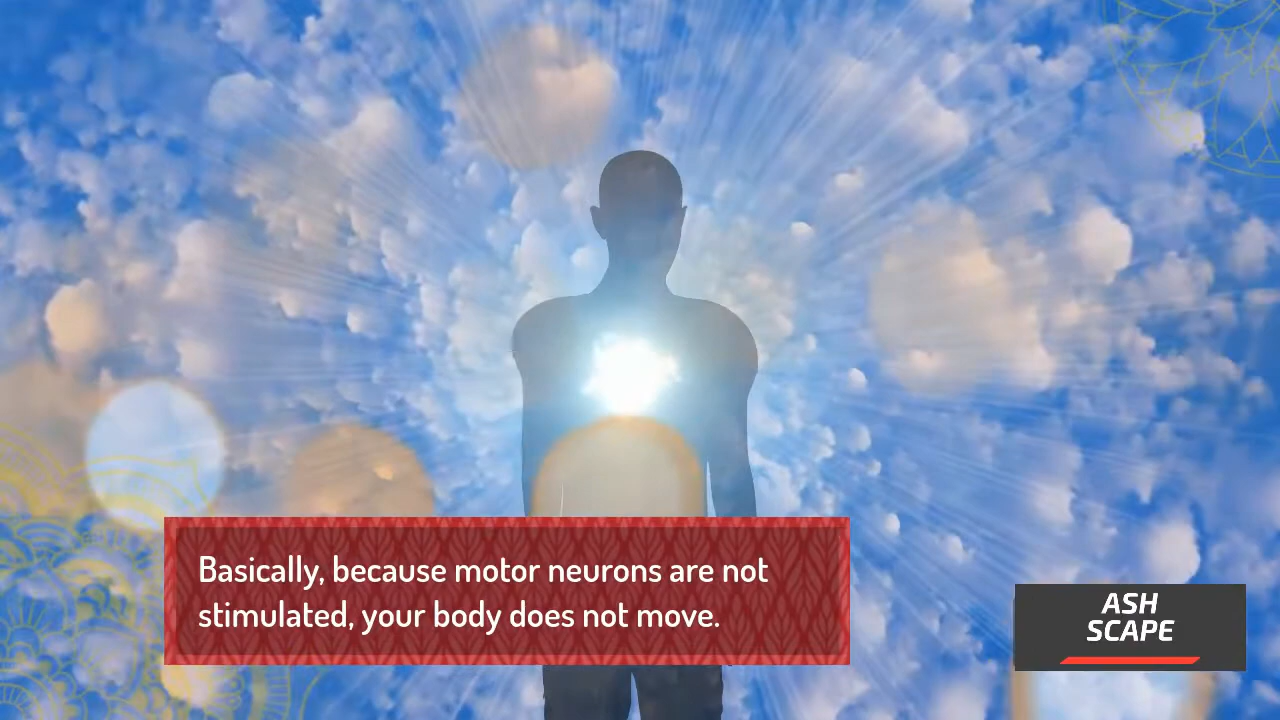 Basically, because motor neurons are not
stimulated, your body does not move.
ASH
SCAPE